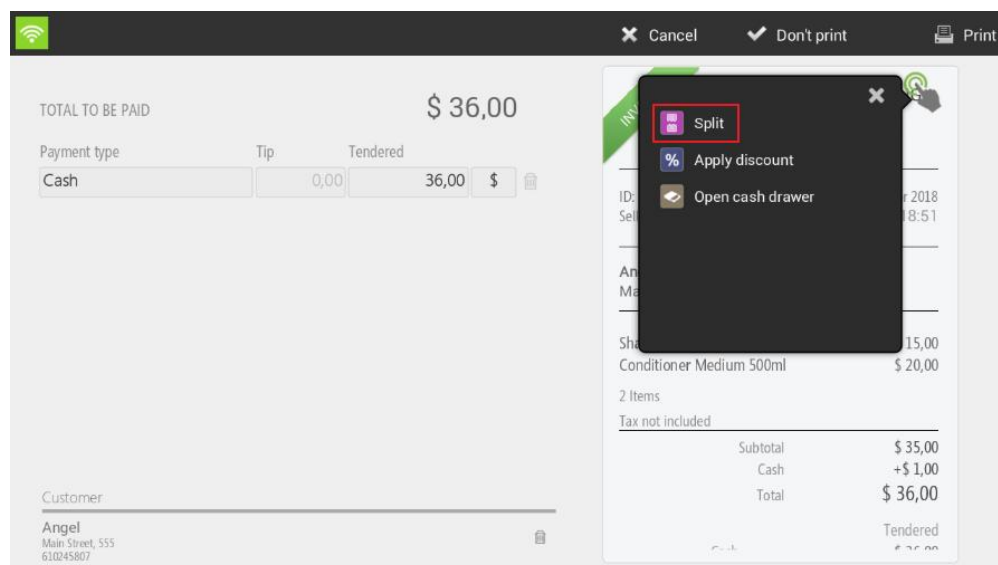 Cancel
Don't print
Print
TOTAL TO BE PAID
$ 36,00
Payment type Tip Tendered
Cash 0,00 36,00 $
Customer
Angel
Main Street, 555
610245807
Split
% Apply discount
Open cash drawer
ID: 2018
18:51
15,00
Conditioner Medium 500ml $ 20,00
2 Items
Tax not included
Subtotal $ 35,00
Cash +$ 1,00
Total $ 36,00
Tendered